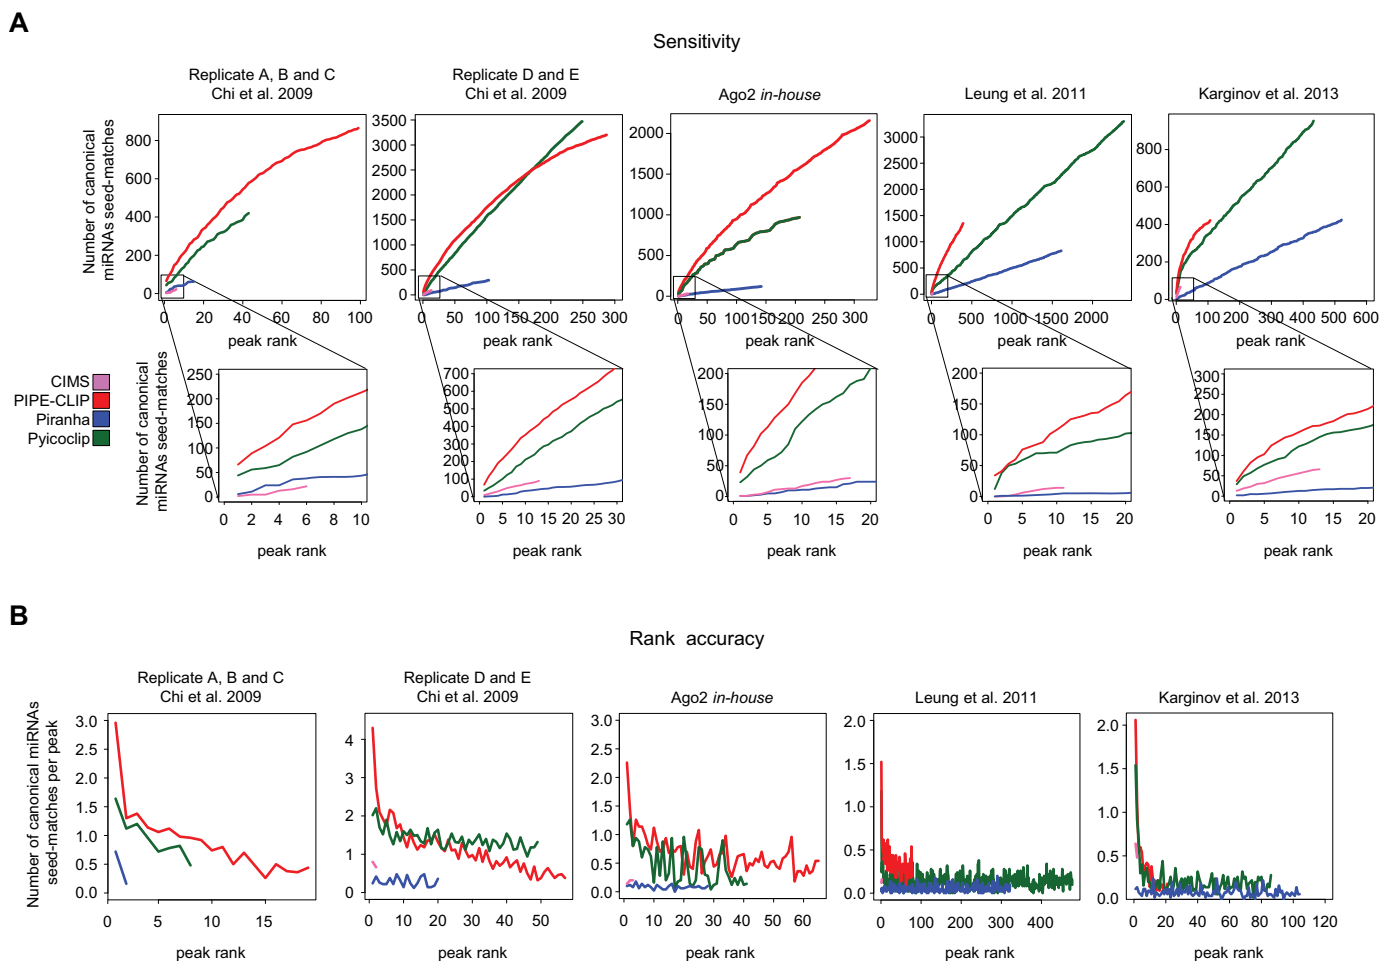 A
Sensitivity
Replicate A, B and C
Chi et al. 2009
Replicate D and E
Chi et al. 2009
Ago2 in-house
Leung et al. 2011
Karginov et al. 2013
Number of canonical
miRNAs seed-matches
800
600
400
200
0
0 20 40 60 80 100
peak rank
3500
3000
2500
2000
1500
1000
500
0
0 50 100 150 200 250 300
peak rank
2000
1500
1000
500
0
0 50 100 150 200 250 300
peak rank
3000
2500
2000
1500
1000
500
0
0 500 1000 1500 2000
peak rank
800
600
400
200
0
0 100 200 300 400 500 600
peak rank
CIMS
PIPE-CLIP
Piranha
Pyicoclip
Number of canonical
miRNAs seed-matches
250
200
150
100
50
0
0 2 4 6 8 10
peak rank
700
600
500
400
300
200
100
0
0 5 10 15 20 25 30
peak rank
200
150
100
50
0
0 5 10 15 20
peak rank
200
150
100
50
0
0 5 10 15 20
peak rank
300
250
200
150
100
50
0
0 5 10 15 20
peak rank
B
Rank accuracy
Replicate A, B and C
Chi et al. 2009
Replicate D and E
Chi et al. 2009
Ago2 in-house
Leung et al. 2011
Karginov et al. 2013
Number of canonical miRNAs
seed-matches per peak
3.0
2.5
2.0
1.5
1.0
0.5
0.0
0 5 10 15
peak rank
4
3
2
1
0
0 10 20 30 40 50
peak rank
3.0
2.5
2.0
1.5
1.0
0.5
0.0
0 10 20 30 40 50 60
peak rank
2.0
1.5
1.0
0.5
0.0
0 100 200 300 400
peak rank
2.0
1.5
1.0
0.5
0.0
0 20 40 60 80 100 120
peak rank